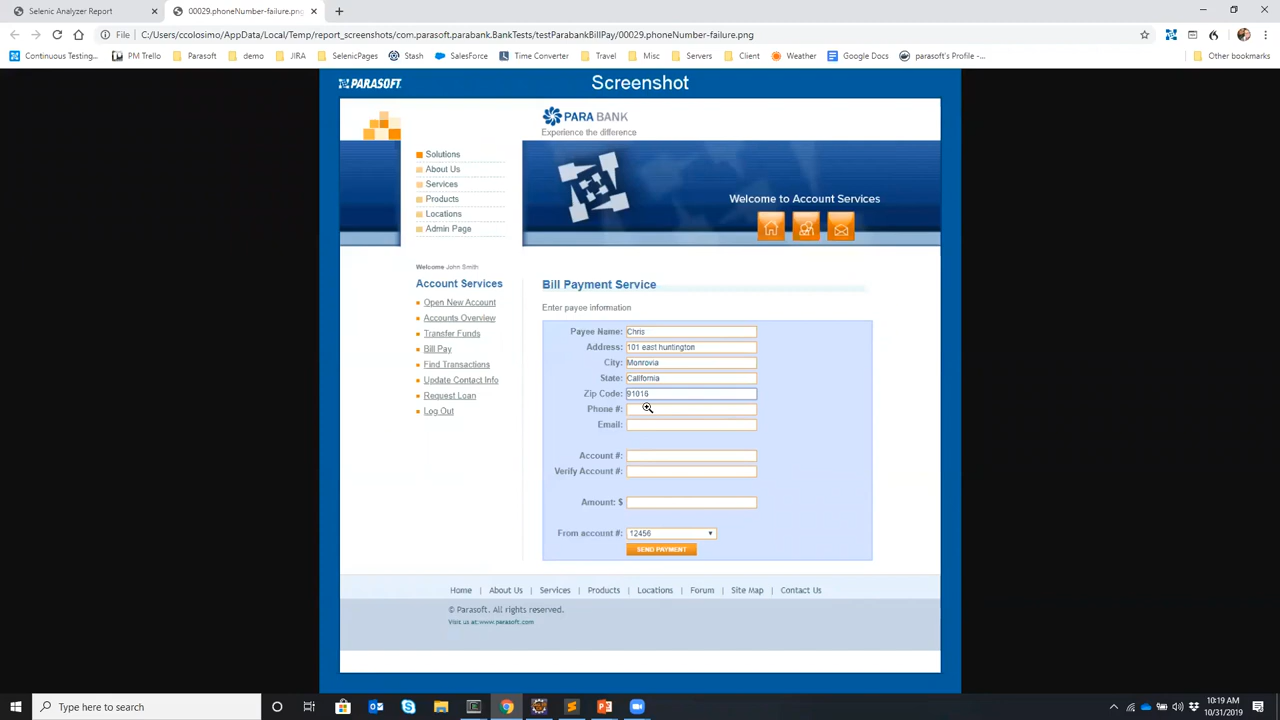 Selenic Analyzer Report
00029.phoneNumber-failure.png
File
C:/Users/ccolosimo/AppData/Local/Temp/report_screenshots/com.parasoft.parabank.BankTests/testParabankBillPay/00029.phoneNumber-failure.png
Continuous Testing...
PM Trello
Parasoft
demo
JIRA
SelenicPages
Stash
SalesForce
Time Converter
Travel
Misc
Servers
Client
Weather
Google Docs
parasoft's Profile -...
Other bookmarks
PARASOFT.
Screenshot
PARA BANK
Experience the difference
Solutions
About Us
Services
Products
Locations
Admin Page
Welcome to Account Services
Welcome John Smith
Account Services
Open New Account
Accounts Overview
Transfer Funds
Bill Pay
Find Transactions
Update Contact Info
Request Loan
Log Out
Bill Payment Service
Enter payee information
Payee Name: Chris
Address: 101 east huntington
City: Monrovia
State: California
Zip Code: 91016
Phone #:
Email:
Account #:
Verify Account #:
Amount: $
From account #: 12456
SEND PAYMENT
Home | About Us | Services | Products | Locations | Forum | Site Map | Contact Us
© Parasoft. All rights reserved.
Visit us at:www.parasoft.com
Type here to search
10:19 AM
10/31/2019